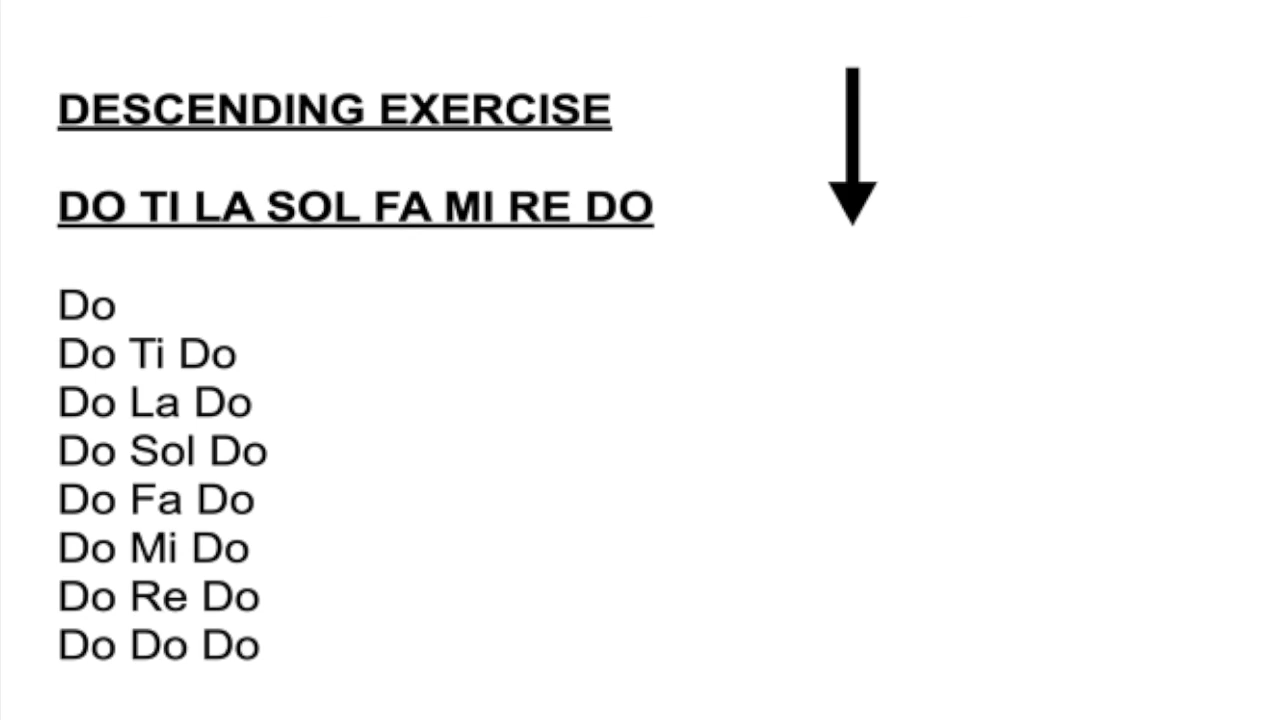 DESCENDING EXERCISE
DO TI LA SOL FA MI RE DO
Do
Do Ti Do
Do La Do
Do Sol Do
Do Fa Do
Do Mi Do
Do Re Do
Do Do Do